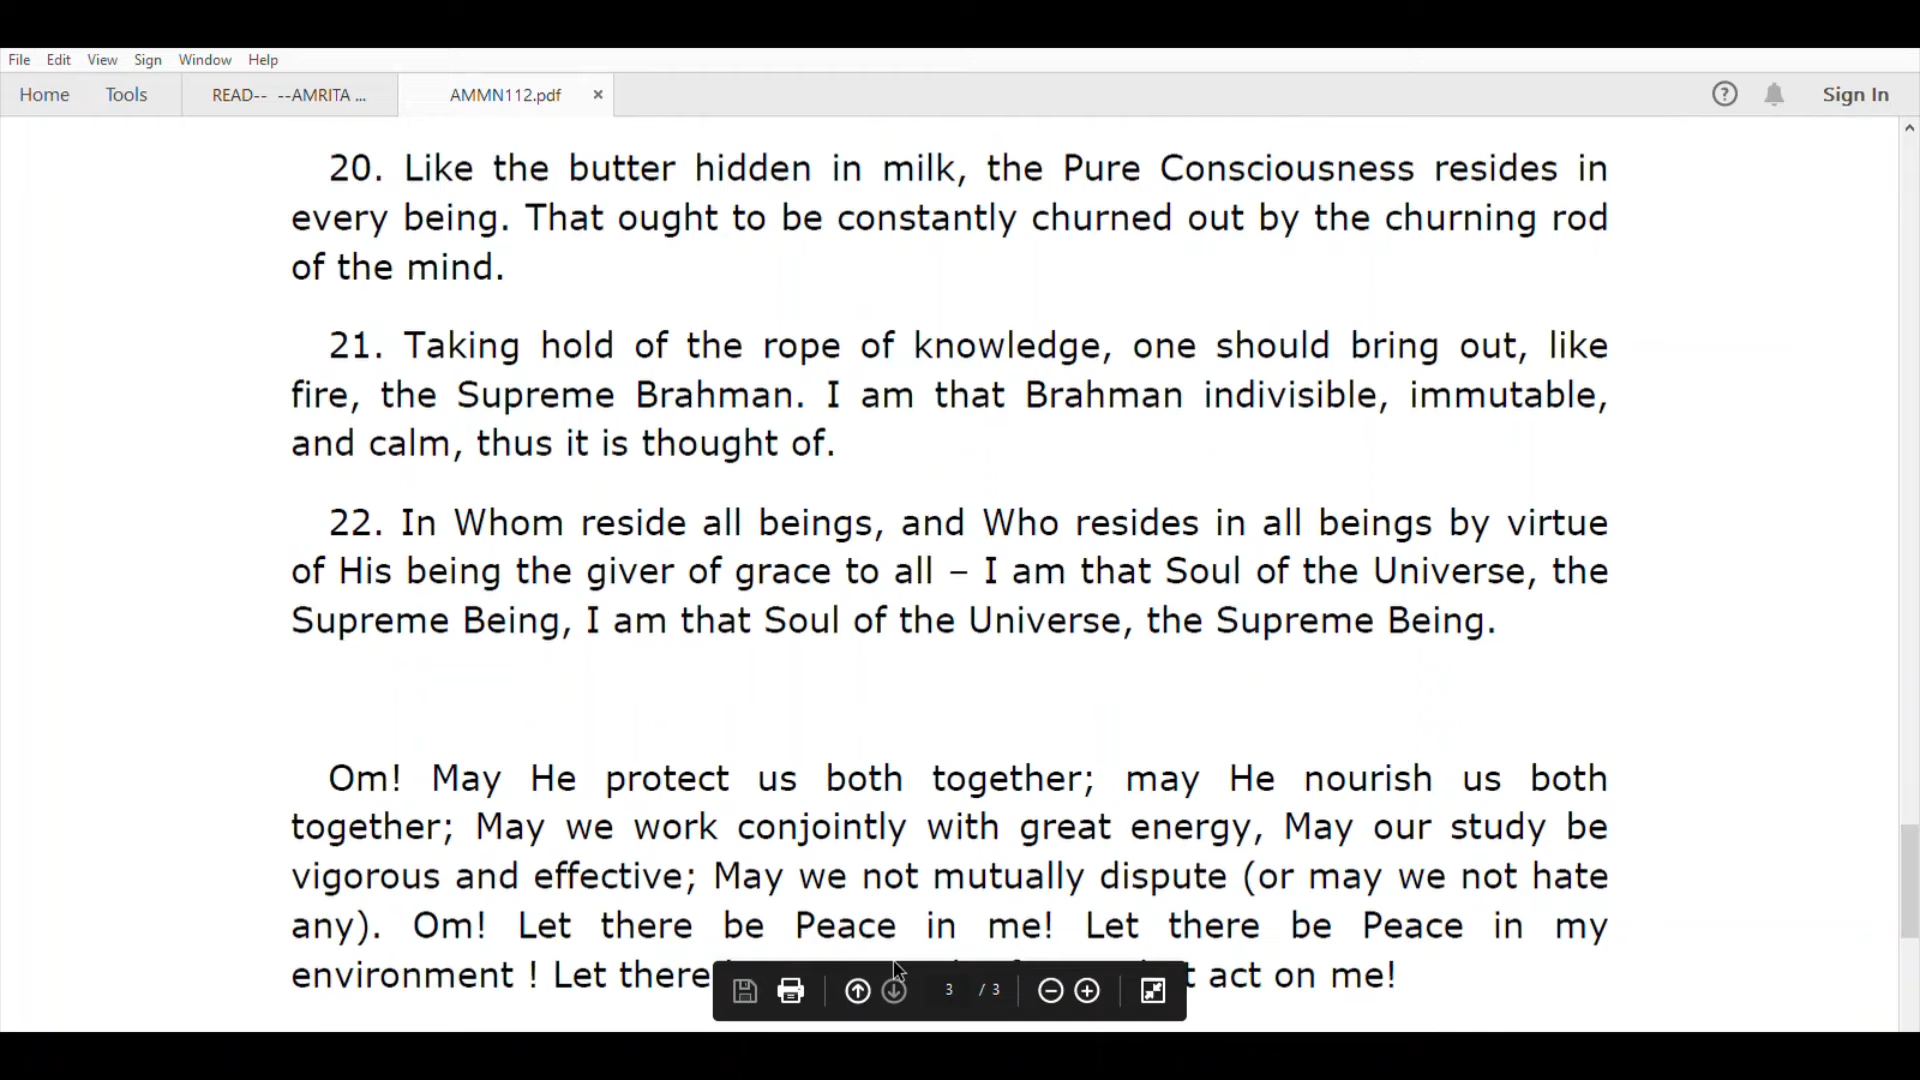 File Edit View Sign Window Help
Home Tools READ-- --AMRITA ... AMMN112.pdf × ? Sign In
20. Like the butter hidden in milk, the Pure Consciousness resides in
every being. That ought to be constantly churned out by the churning rod
of the mind.
21. Taking hold of the rope of knowledge, one should bring out, like
fire, the Supreme Brahman. I am that Brahman indivisible, immutable,
and calm, thus it is thought of.
22. In Whom reside all beings, and Who resides in all beings by virtue
of His being the giver of grace to all – I am that Soul of the Universe, the
Supreme Being, I am that Soul of the Universe, the Supreme Being.
Om! May He protect us both together; may He nourish us both
together; May we work conjointly with great energy, May our study be
vigorous and effective; May we not mutually dispute (or may we not hate
any). Om! Let there be Peace in me! Let there be Peace in my
environment ! Let there act on me!
3 / 3